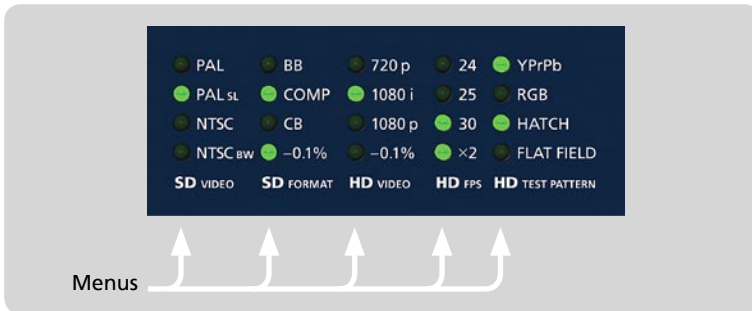 PAL BB 720 p 24 YPrPb
PAL SL COMP 1080 i 25 RGB
NTSC CB 1080 p 30 HATCH
NTSC BW −0.1% −0.1% ×2 FLAT FIELD
SD VIDEO SD FORMAT HD VIDEO HD FPS HD TEST PATTERN
Menus